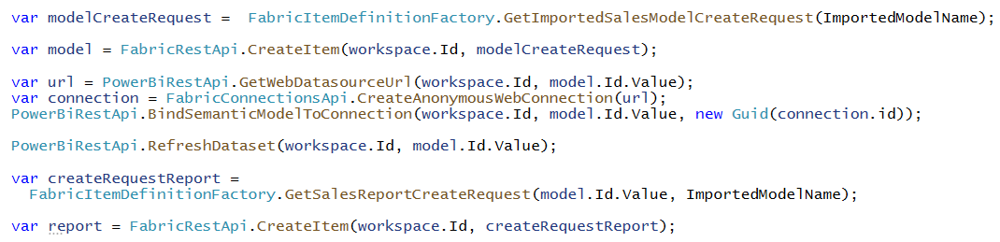 var modelCreateRequest =  FabricItemDefinitionFactory.GetImportedSalesModelCreateRequest(ImportedModelName);
var model = FabricRestApi.CreateItem(workspace.Id, modelCreateRequest);
var url = PowerBiRestApi.GetWebDatasourceUrl(workspace.Id, model.Id.Value);
var connection = FabricConnectionsApi.CreateAnonymousWebConnection(url);
PowerBiRestApi.BindSemanticModelToConnection(workspace.Id, model.Id.Value, new Guid(connection.id));
PowerBiRestApi.RefreshDataset(workspace.Id, model.Id.Value);
var createRequestReport =
  FabricItemDefinitionFactory.GetSalesReportCreateRequest(model.Id.Value, ImportedModelName);
var report = FabricRestApi.CreateItem(workspace.Id, createRequestReport);